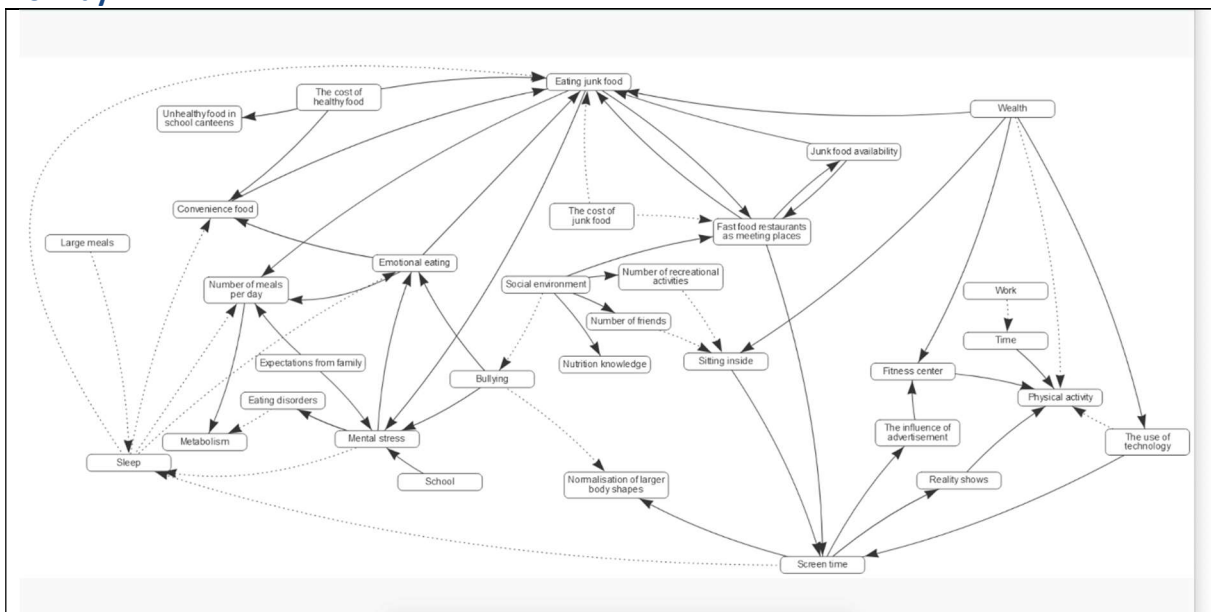 Eating junk food
The cost of
healthy food
Unhealthy food in
school canteens
Wealth
Junk food availability
Convenience food
The cost of
junk food
Fast food restaurants
as meeting places
Large meals
Emotional eating
Number of meals
per day
Social environment
Number of recreational
activities
Number of friends
Work
Time
Expectations from family
Nutrition knowledge
Sitting inside
Bullying
Fitness center
Physical activity
Eating disorders
Metabolism
Mental stress
The influence of
advertisement
The use of
technology
Sleep
School
Normalisation of larger
body shapes
Reality shows
Screen time